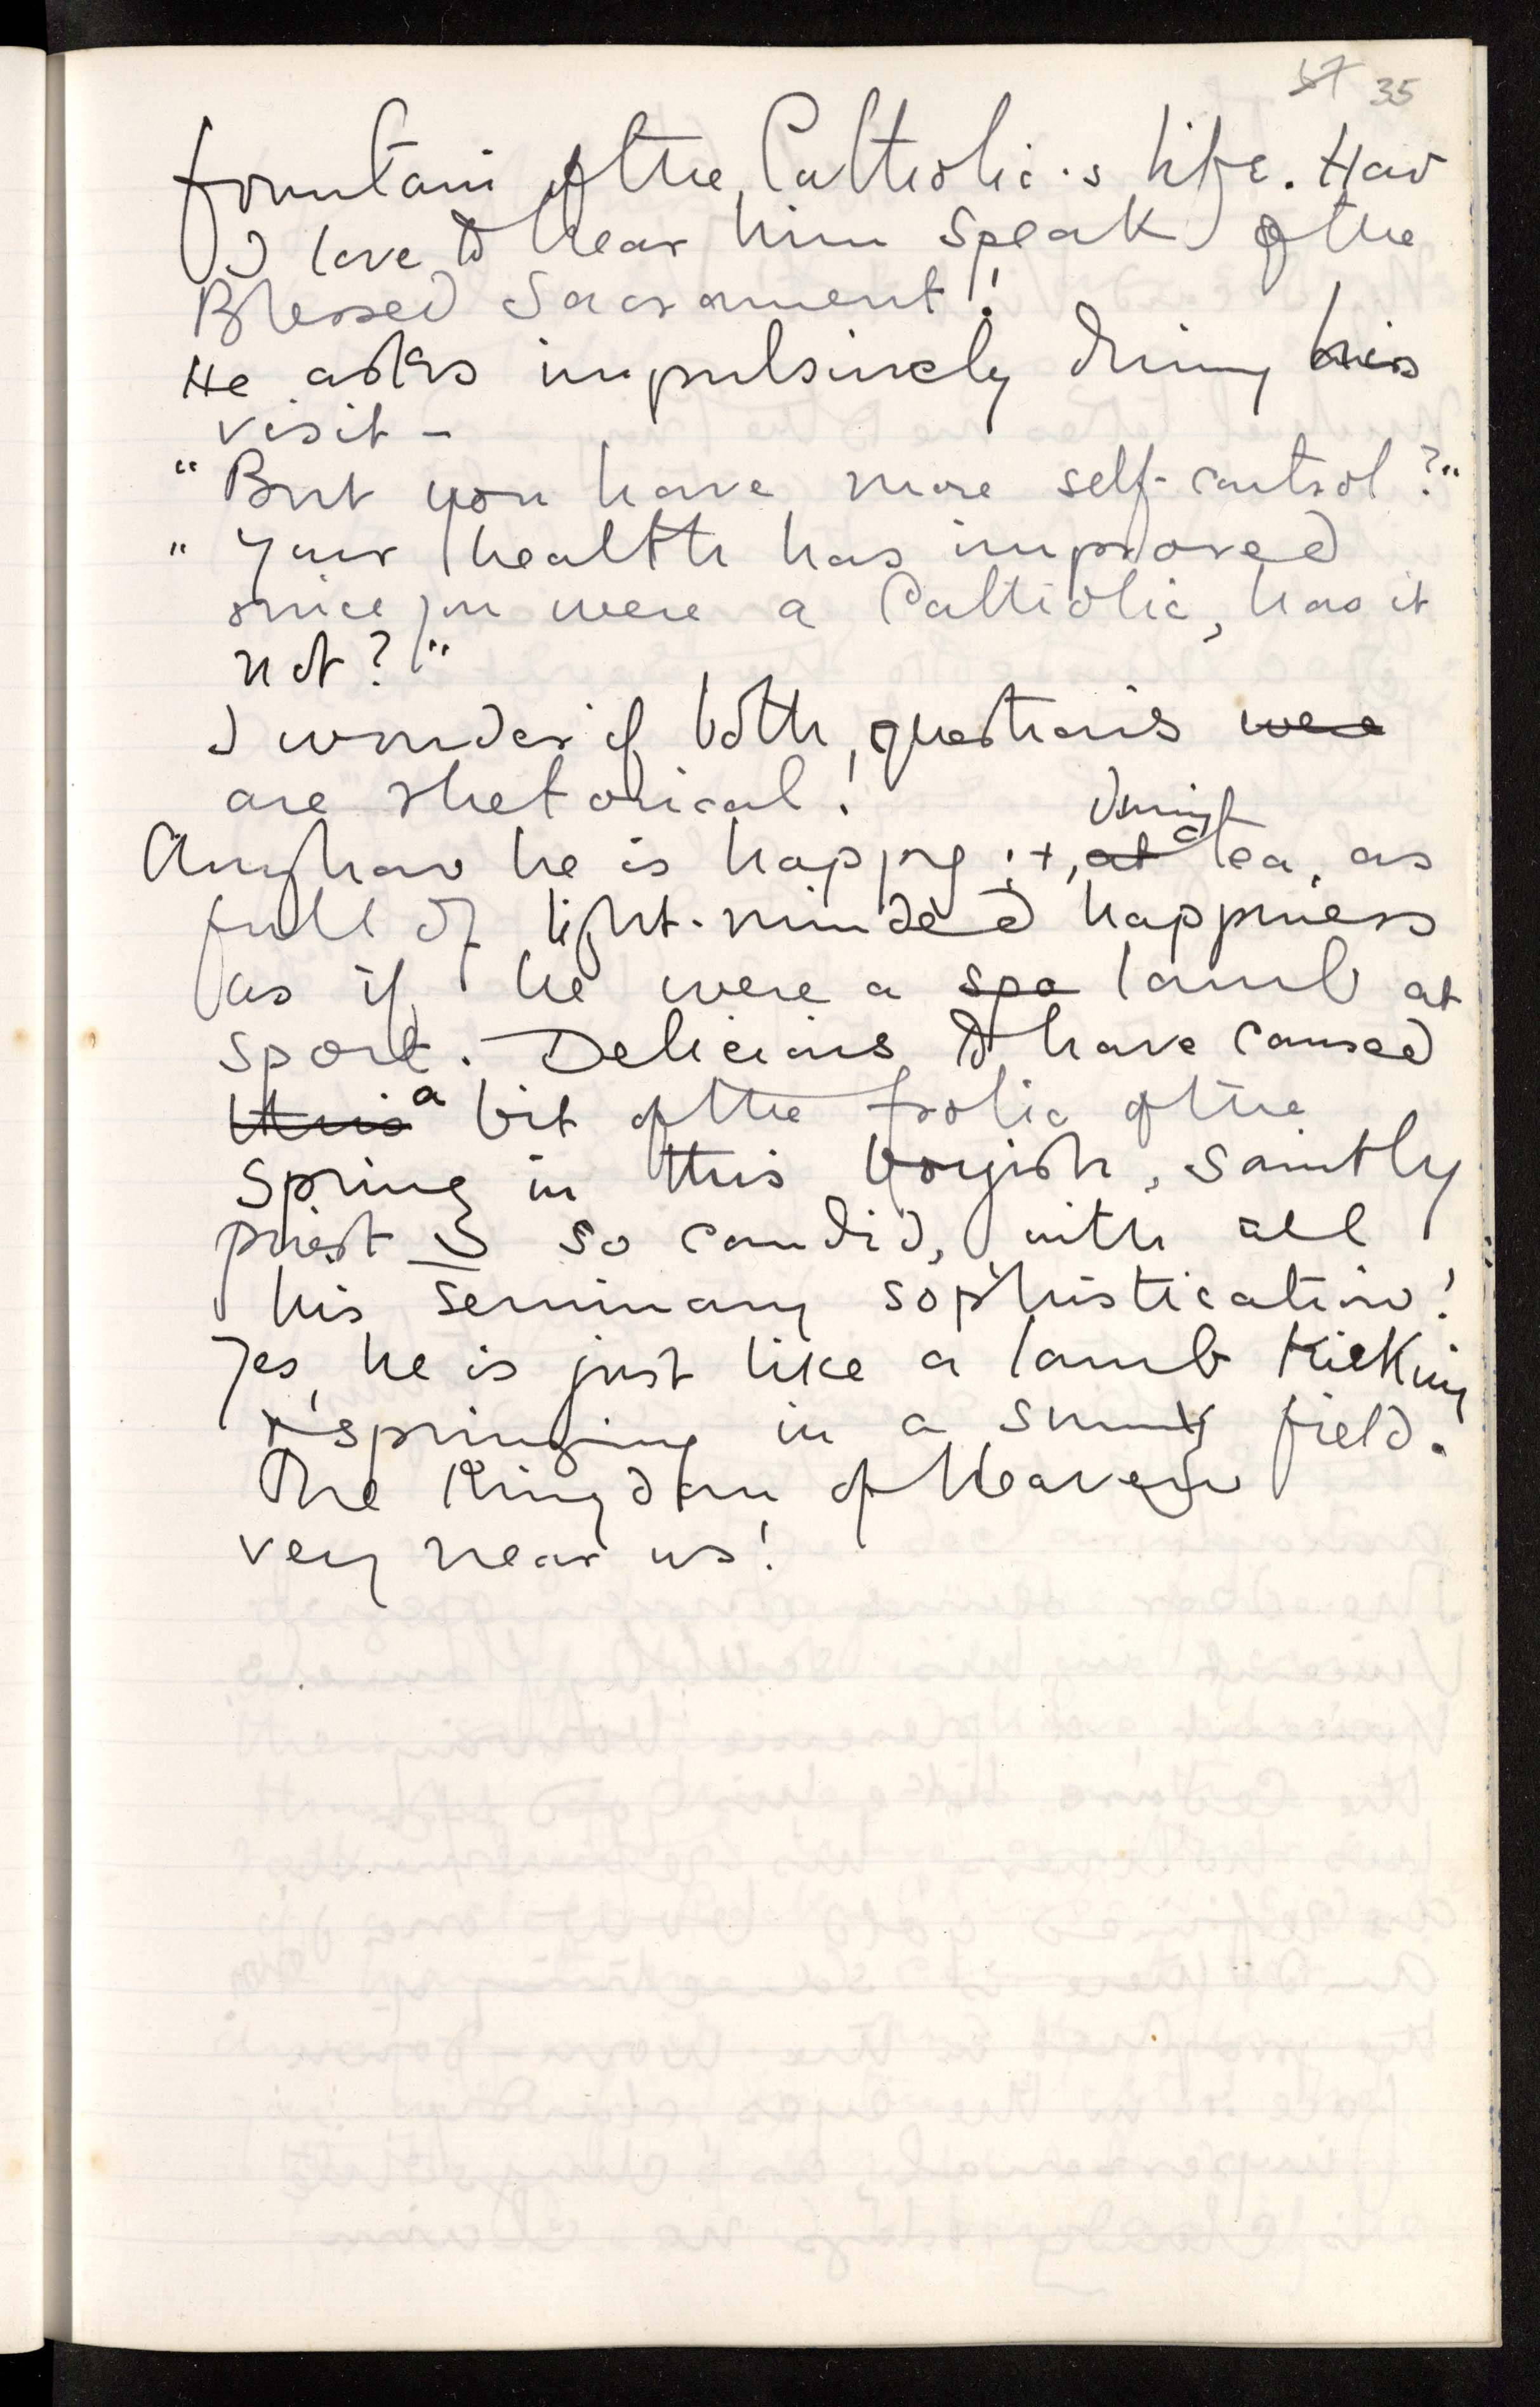 57 35
fountain of the Catholic's life. How
I love to hear him speak of the
Blessed Sacrament!
He asks impulsively during his
visit –
"But you have more self-control?"
"Your health has improved
since you were a Catholic, has it
not?"
I wonder if both questions were
are rhetorical!
Anyhow he is happy; +, at during tea, as
full of light-minded happiness
as if he were a spo lamb at
sport. Delicious to have caused
this a bit of the frolic of the
Spring in this boyish, saintly
priest so candid, with all
his seminary sophistication!
Yes, he is just like a lamb kicking
& springing in a sunny field.
The Kingdom of Heaven
very near us!